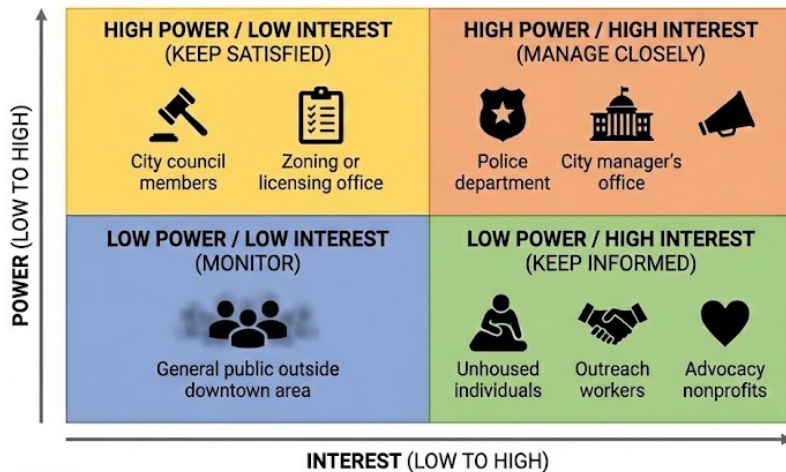 HIGH POWER / LOW INTEREST
(KEEP SATISFIED)
City council
members
Zoning or
licensing office
HIGH POWER / HIGH INTEREST
(MANAGE CLOSELY)
Police
department
City manager's
office
LOW POWER / LOW INTEREST
(MONITOR)
General public outside
downtown area
LOW POWER / HIGH INTEREST
(KEEP INFORMED)
Unhoused
individuals
Outreach
workers
Advocacy
nonprofits
POWER (LOW TO HIGH)
INTEREST (LOW TO HIGH)